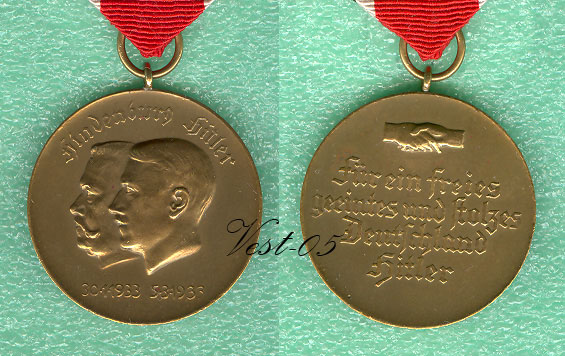 Hindenburg Hitler
30·1·1933 5·3·1933
Vest-05
Für ein freies
geeintes und stolzes
Deutschland
Hitler